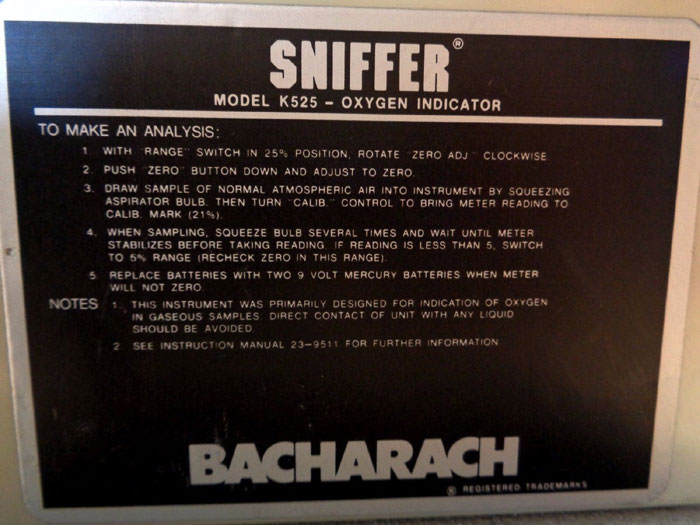 SNIFFER®
MODEL K525 - OXYGEN INDICATOR
TO MAKE AN ANALYSIS:
1. WITH "RANGE" SWITCH IN 25% POSITION, ROTATE "ZERO ADJ." CLOCKWISE.
2. PUSH "ZERO" BUTTON DOWN AND ADJUST TO ZERO.
3. DRAW SAMPLE OF NORMAL ATMOSPHERIC AIR INTO INSTRUMENT BY SQUEEZING
ASPIRATOR BULB. THEN TURN "CALIB." CONTROL TO BRING METER READING TO
CALIB. MARK (21%).
4. WHEN SAMPLING, SQUEEZE BULB SEVERAL TIMES AND WAIT UNTIL METER
STABILIZES BEFORE TAKING READING. IF READING IS LESS THAN 5, SWITCH
TO 5% RANGE (RECHECK ZERO IN THIS RANGE).
5. REPLACE BATTERIES WITH TWO 9 VOLT MERCURY BATTERIES WHEN METER
WILL NOT ZERO.
NOTES 1. THIS INSTRUMENT WAS PRIMARILY DESIGNED FOR INDICATION OF OXYGEN
IN GASEOUS SAMPLES. DIRECT CONTACT OF UNIT WITH ANY LIQUID
SHOULD BE AVOIDED.
2. SEE INSTRUCTION MANUAL 23-9511 FOR FURTHER INFORMATION
BACHARACH
® REGISTERED TRADEMARKS